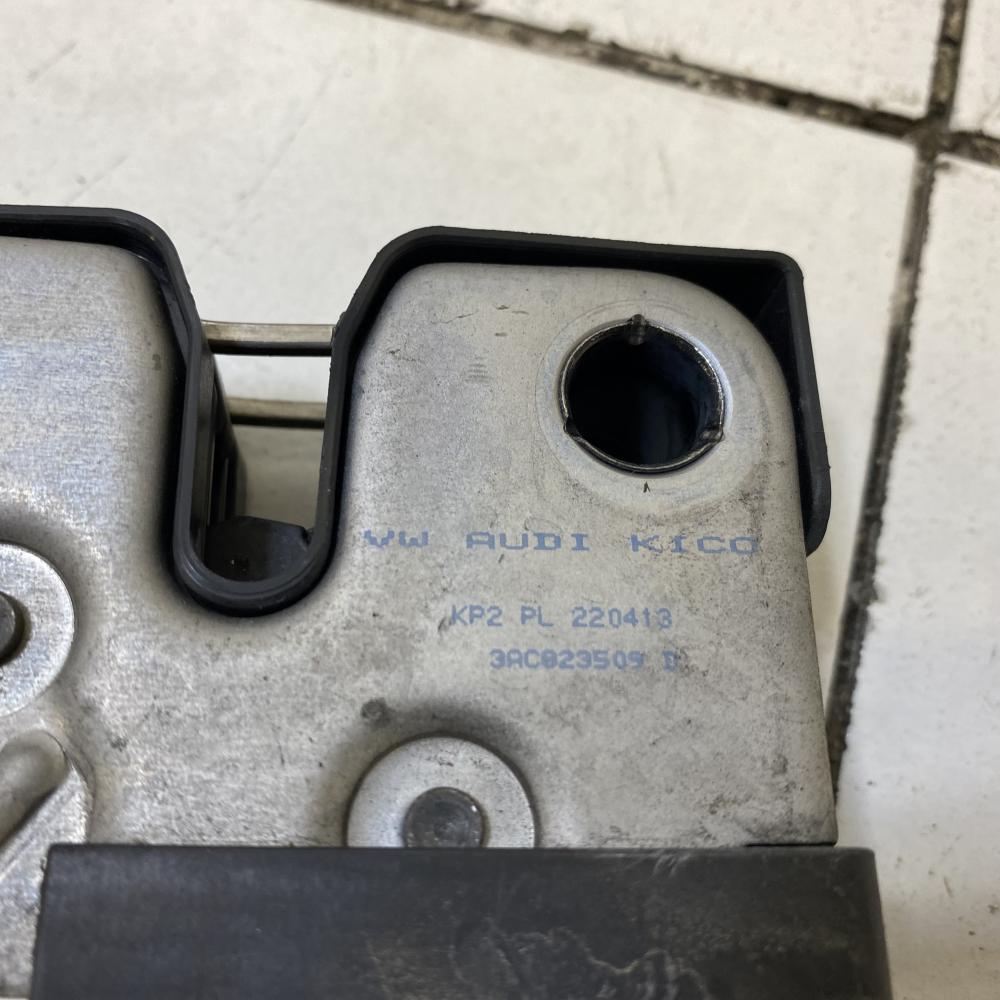 VW AUDI KICO
KP2 PL 220413
3AC823509 D